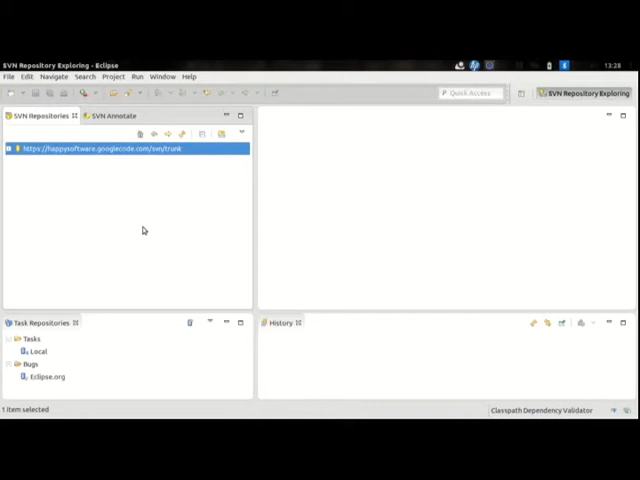 SVN Repository Exploring - Eclipse
13:28
File Edit Navigate Search Project Run Window Help
Quick Access
SVN Repository Exploring
SVN Repositories
SVN Annotate
https://happysoftware.googlecode.com/svn/trunk
Task Repositories
History
Tasks
Local
Bugs
Eclipse.org
1 item selected
Classpath Dependency Validator